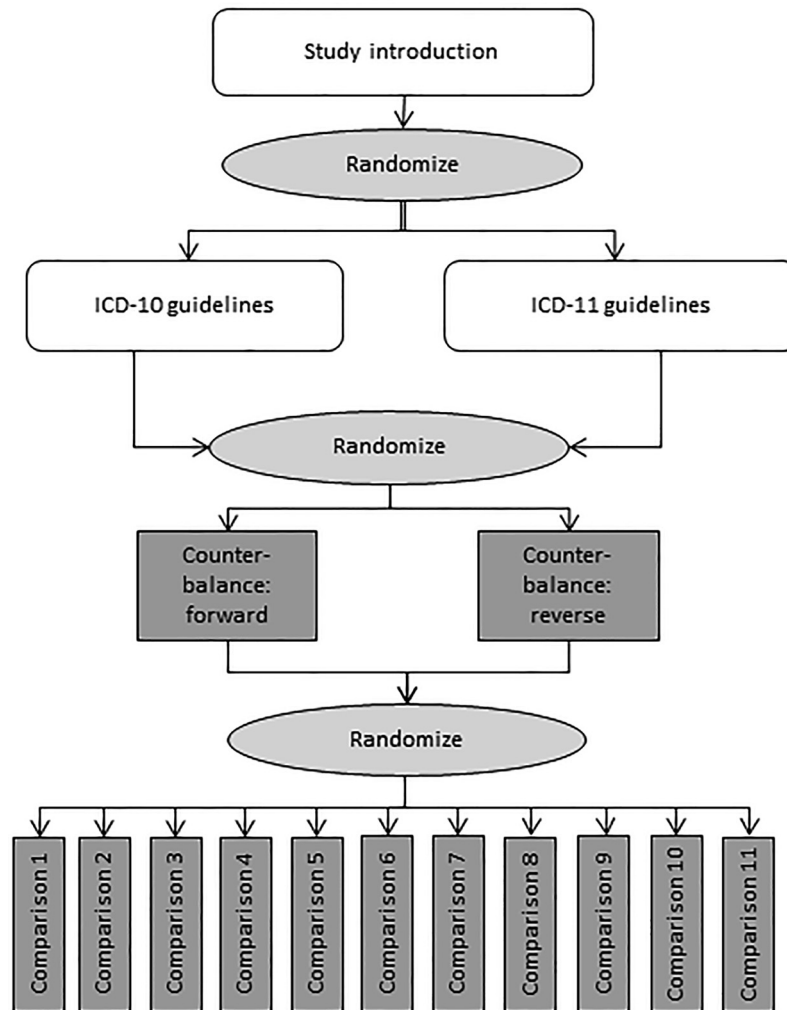 Study introduction
Randomize
ICD-10 guidelines
ICD-11 guidelines
Randomize
Counter-
balance:
forward
Counter-
balance:
reverse
Randomize
Comparison 1
Comparison 2
Comparison 3
Comparison 4
Comparison 5
Comparison 6
Comparison 7
Comparison 8
Comparison 9
Comparison 10
Comparison 11